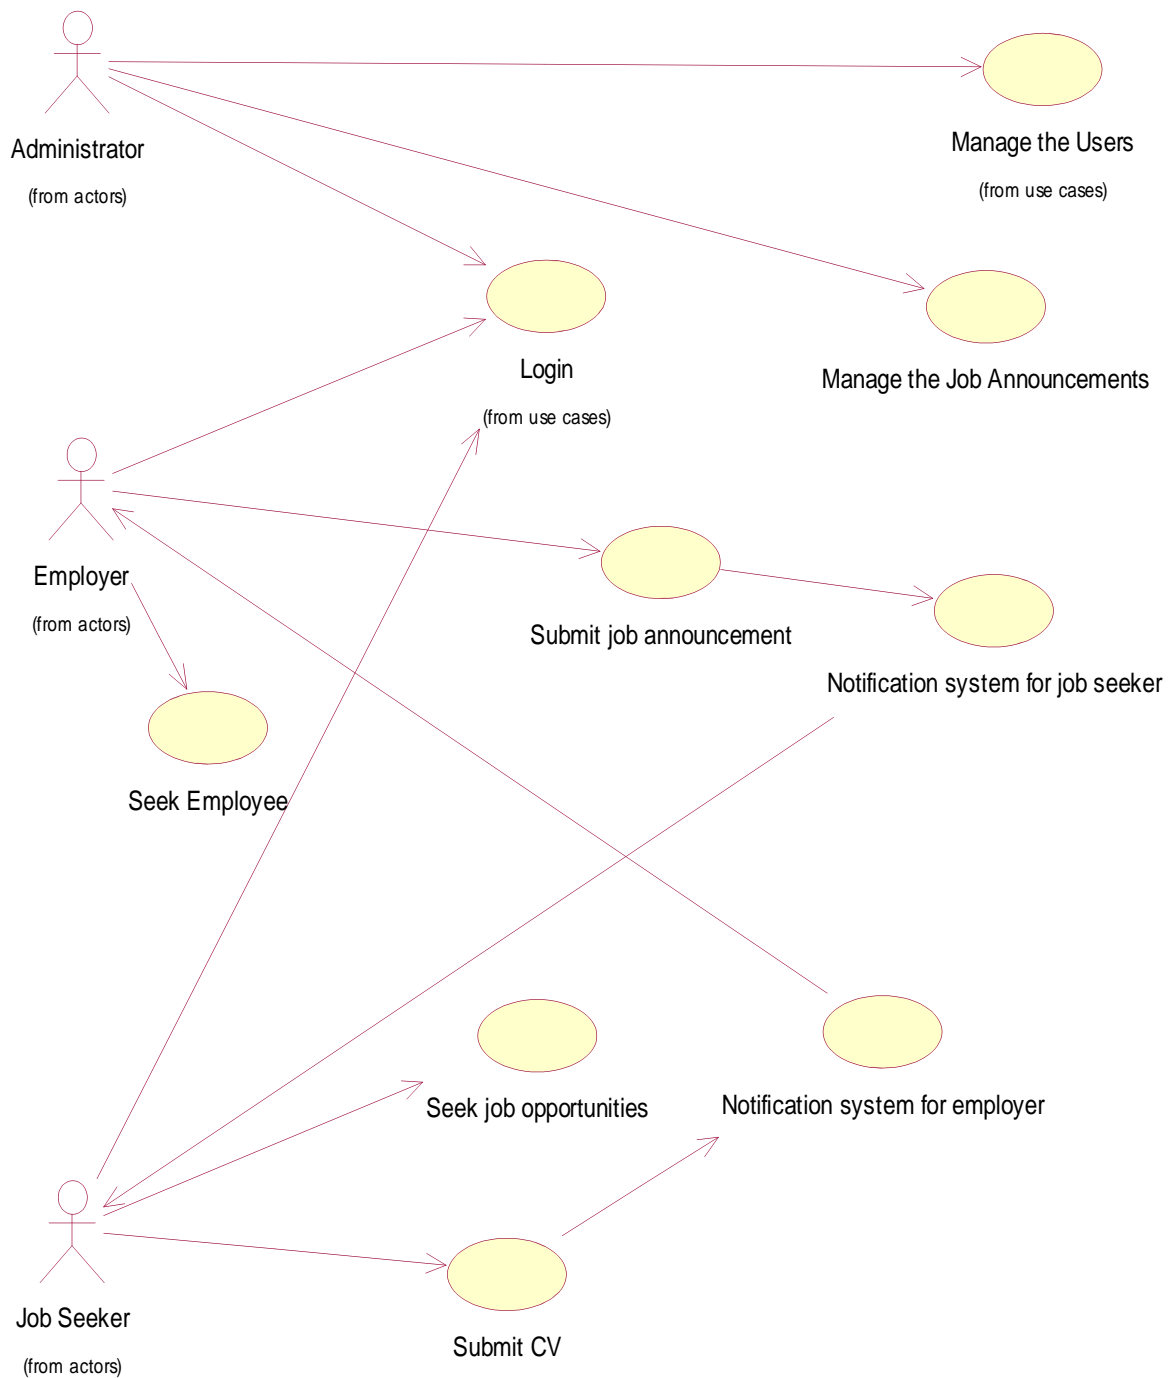 Administrator
(from actors)
Manage the Users
(from use cases)
Login
(from use cases)
Manage the Job Announcements
Employer
(from actors)
Submit job announcement
Notification system for job seeker
Seek Employee
Seek job opportunities
Notification system for employer
Job Seeker
(from actors)
Submit CV